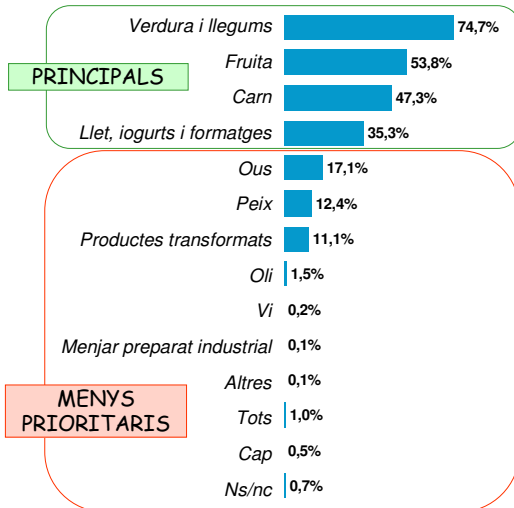 Verdura i llegums 74,7%
Fruita 53,8%
PRINCIPALS
Carn 47,3%
Llet, iogurts i formatges 35,3%
Ous 17,1%
Peix 12,4%
Productes transformats 11,1%
Oli 1,5%
Vi 0,2%
Menjar preparat industrial 0,1%
Altres 0,1%
MENYS
PRIORITARIS
Tots 1,0%
Cap 0,5%
Ns/nc 0,7%